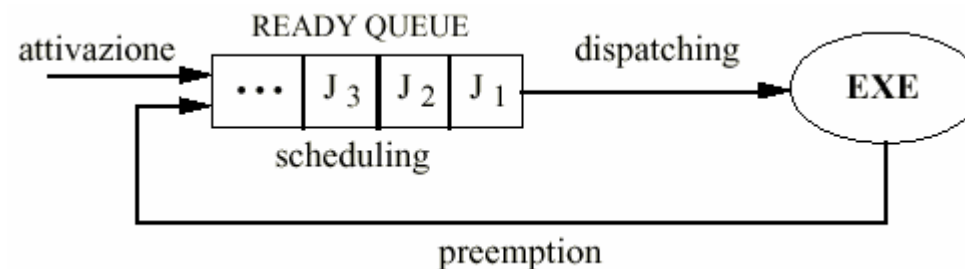 READY QUEUE
attivazione
dispatching
... J 3 J 2 J 1
EXE
scheduling
preemption